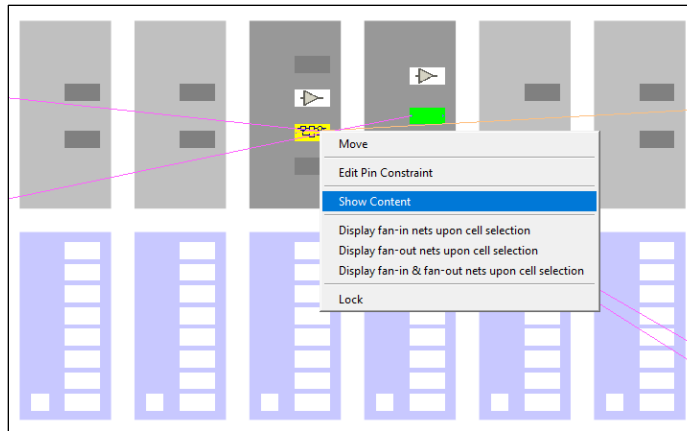 Move
Edit Pin Constraint
Show Content
Display fan-in nets upon cell selection
Display fan-out nets upon cell selection
Display fan-in & fan-out nets upon cell selection
Lock